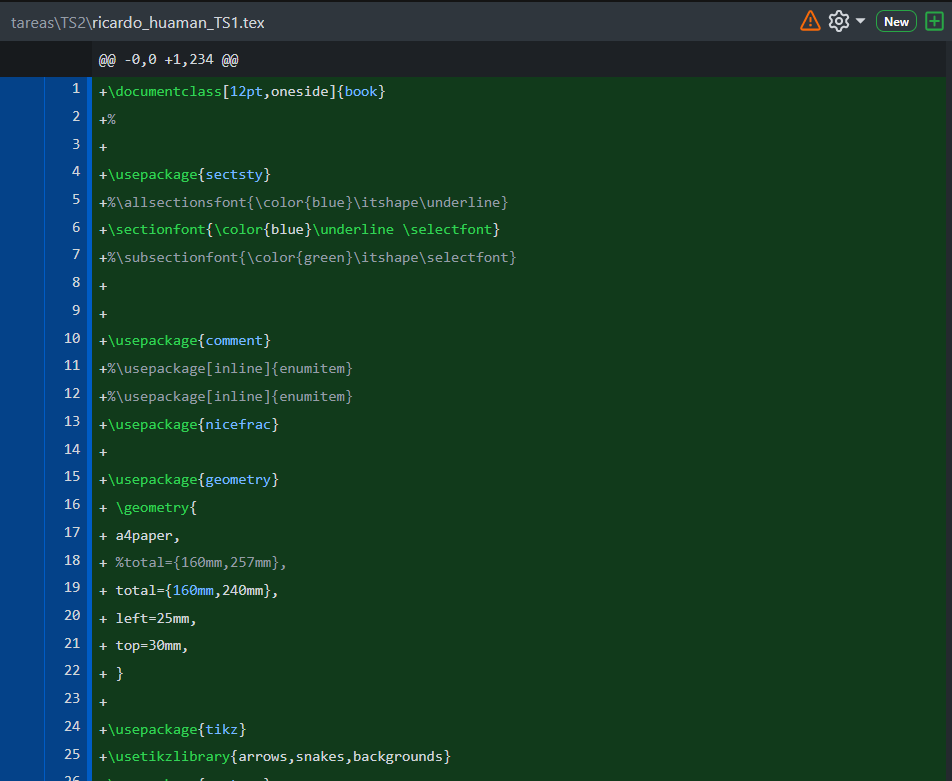 tareas\TS2\ricardo_huaman_TS1.tex New
@@ -0,0 +1,234 @@
1 +\documentclass[12pt,oneside]{book}
2 +%
3 +
4 +\usepackage{sectsty}
5 +%\allsectionsfont{\color{blue}\itshape\underline}
6 +\sectionfont{\color{blue}\underline \selectfont}
7 +%\subsectionfont{\color{green}\itshape\selectfont}
8 +
9 +
10 +\usepackage{comment}
11 +%\usepackage[inline]{enumitem}
12 +%\usepackage[inline]{enumitem}
13 +\usepackage{nicefrac}
14 +
15 +\usepackage{geometry}
16 + \geometry{
17 + a4paper,
18 + %total={160mm,257mm},
19 + total={160mm,240mm},
20 + left=25mm,
21 + top=30mm,
22 + }
23 +
24 +\usepackage{tikz}
25 +\usetikzlibrary{arrows,snakes,backgrounds}
26